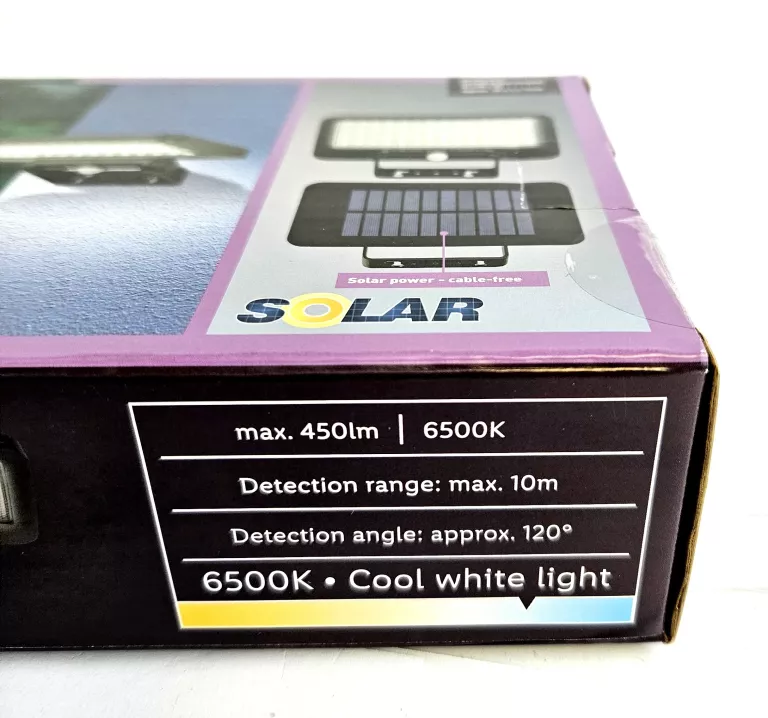 Solar power - cable-free
SOLAR
max. 450lm | 6500K
Detection range: max. 10m
Detection angle: approx. 120°
6500K • Cool white light